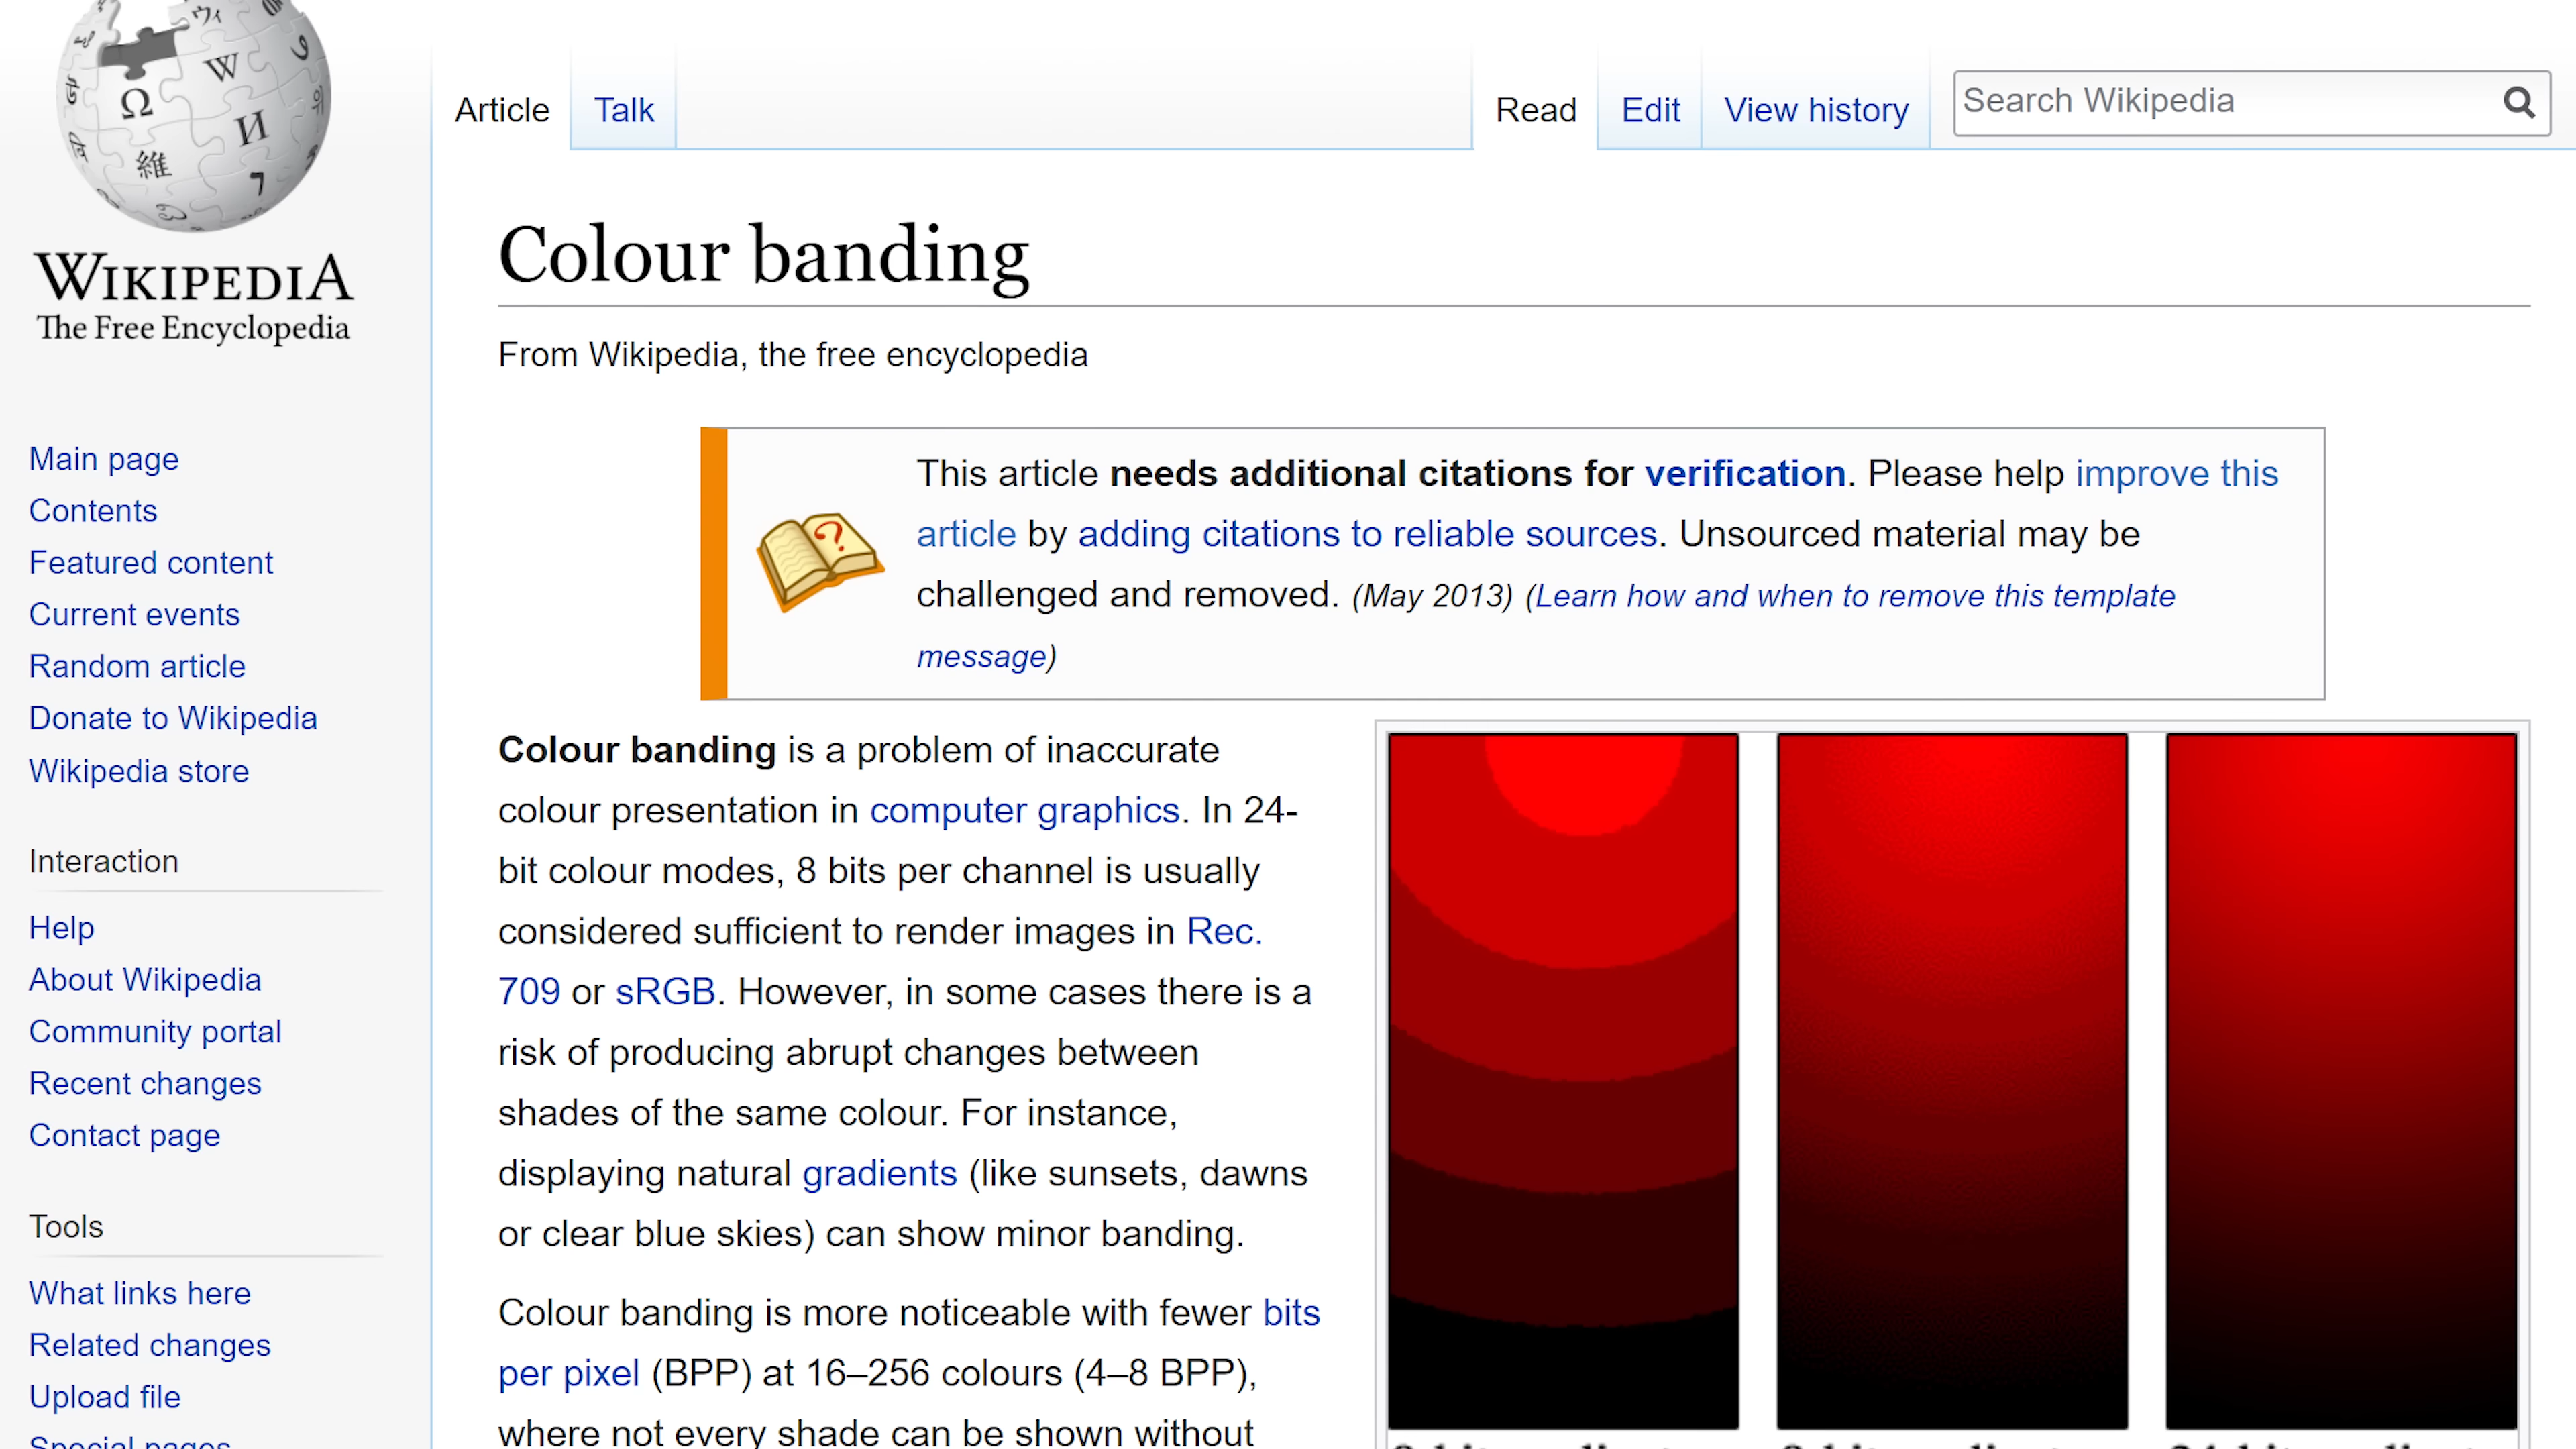 WIKIPEDIA
The Free Encyclopedia
Main page
Contents
Featured content
Current events
Random article
Donate to Wikipedia
Wikipedia store
Interaction
Help
About Wikipedia
Community portal
Recent changes
Contact page
Tools
What links here
Related changes
Upload file
Special pages
Article Talk Read Edit View history Search Wikipedia
Colour banding
From Wikipedia, the free encyclopedia
This article needs additional citations for verification. Please help improve this
article by adding citations to reliable sources. Unsourced material may be
challenged and removed. (May 2013) (Learn how and when to remove this template
message)
Colour banding is a problem of inaccurate
colour presentation in computer graphics. In 24-
bit colour modes, 8 bits per channel is usually
considered sufficient to render images in Rec.
709 or sRGB. However, in some cases there is a
risk of producing abrupt changes between
shades of the same colour. For instance,
displaying natural gradients (like sunsets, dawns
or clear blue skies) can show minor banding.
Colour banding is more noticeable with fewer bits
per pixel (BPP) at 16–256 colours (4–8 BPP),
where not every shade can be shown without